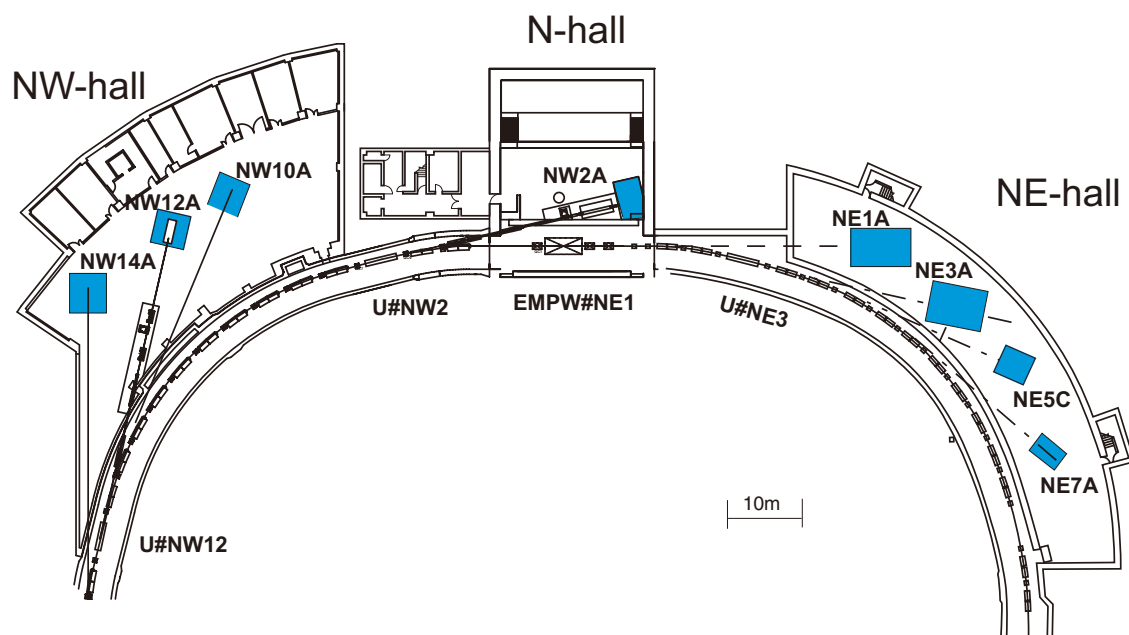 N-hall
NW-hall
NE-hall
NW10A
NW2A
NW12A
NE1A
NW14A
NE3A
U#NW2
EMPW#NE1
U#NE3
NE5C
NE7A
10m
U#NW12